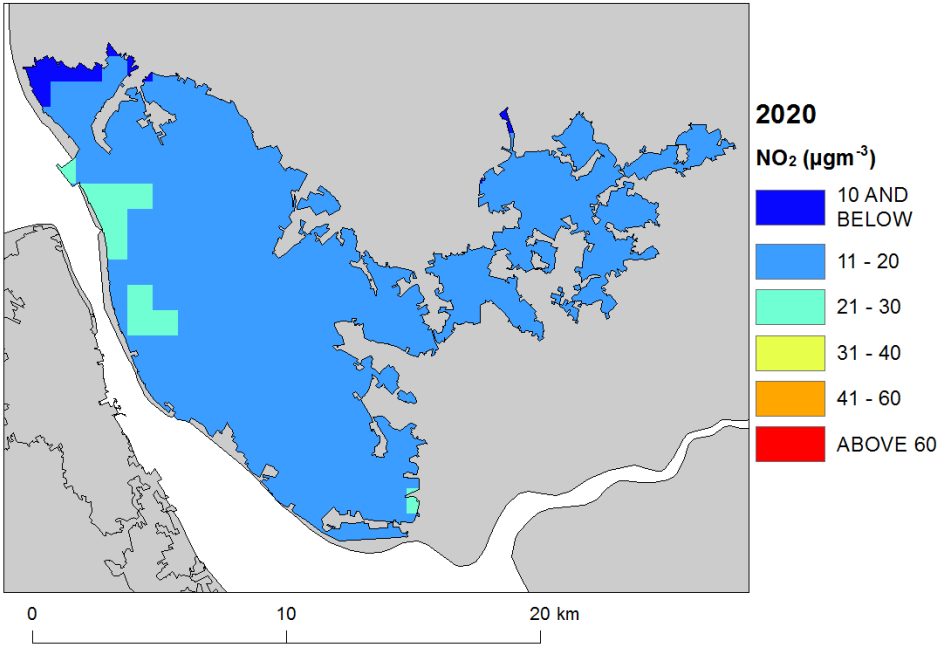 2020
NO₂ (µgm⁻³)
10 AND
BELOW
11 - 20
21 - 30
31 - 40
41 - 60
ABOVE 60
0 10 20 km